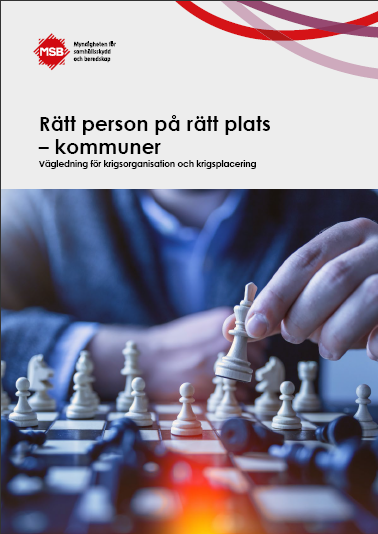 MSB
Myndigheten för
samhällsskydd
och beredskap
Rätt person på rätt plats
– kommuner
Vägledning för krigsorganisation och krigsplacering